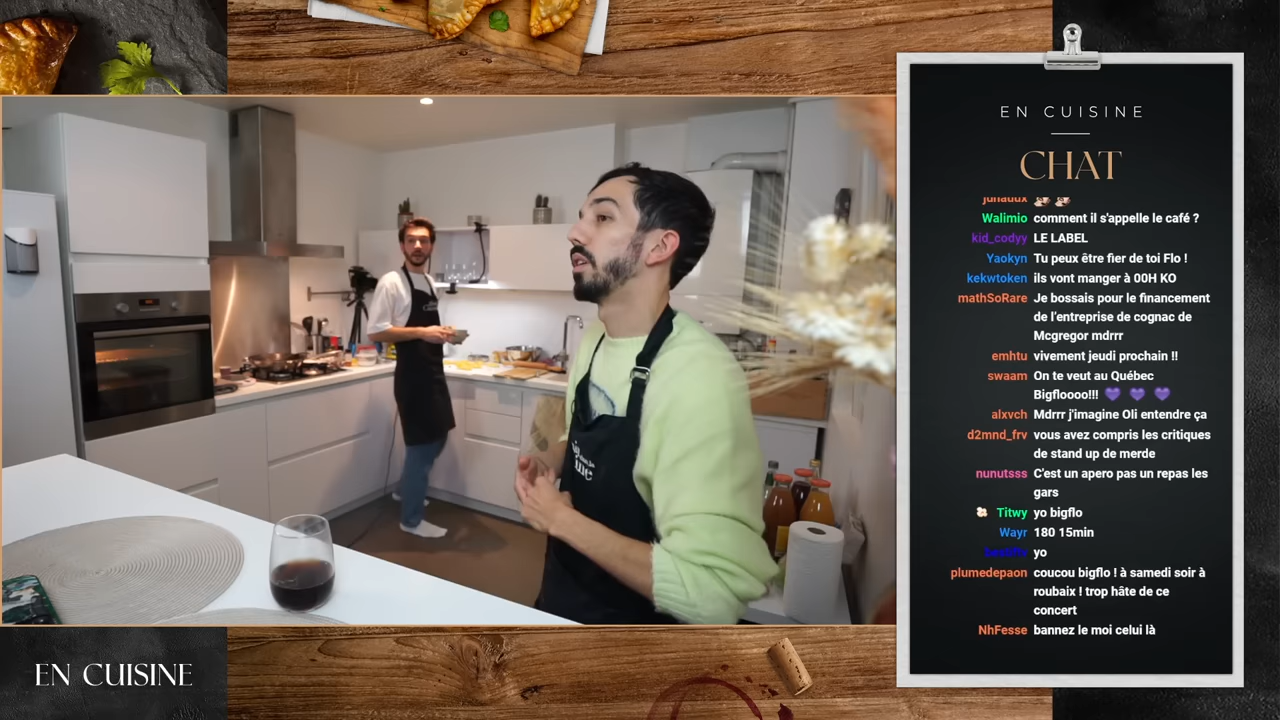 EN CUISINE
CHAT
junaudx
Walimio comment il s'appelle le café ?
kid_codyy LE LABEL
Yaokyn Tu peux être fier de toi Flo !
kekwtoken ils vont manger à 00H KO
mathSoRare Je bossais pour le financement
de l'entreprise de cognac de
Mcgregor mdrrr
emhtu vivement jeudi prochain !!
swaam On te veut au Québec
Bigfloooo!!!
alxvch Mdrrr j'imagine Oli entendre ça
d2mnd_frv vous avez compris les critiques
de stand up de merde
nunutsss C'est un apero pas un repas les
gars
Titwy yo bigflo
Wayr 180 15min
yo
plumedepaon coucou bigflo ! à samedi soir à
roubaix ! trop hâte de ce
concert
NhFesse bannez le moi celui là
EN CUISINE